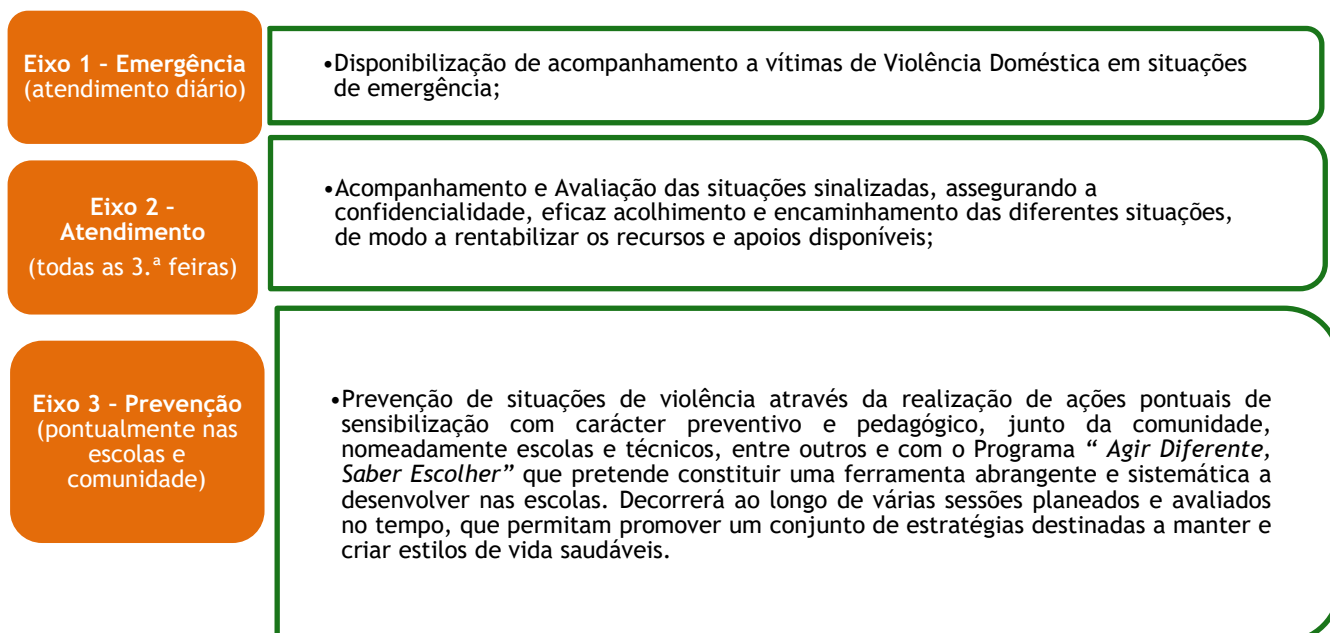 Eixo 1 – Emergência
(atendimento diário)
•Disponibilização de acompanhamento a vítimas de Violência Doméstica em situações
de emergência;
Eixo 2 –
Atendimento
(todas as 3.ª feiras)
•Acompanhamento e Avaliação das situações sinalizadas, assegurando a
confidencialidade, eficaz acolhimento e encaminhamento das diferentes situações,
de modo a rentabilizar os recursos e apoios disponíveis;
Eixo 3 – Prevenção
(pontualmente nas
escolas e
comunidade)
•Prevenção de situações de violência através da realização de ações pontuais de
sensibilização com carácter preventivo e pedagógico, junto da comunidade,
nomeadamente escolas e técnicos, entre outros e com o Programa “ Agir Diferente,
Saber Escolher” que pretende constituir uma ferramenta abrangente e sistemática a
desenvolver nas escolas. Decorrerá ao longo de várias sessões planeados e avaliados
no tempo, que permitam promover um conjunto de estratégias destinadas a manter e
criar estilos de vida saudáveis.